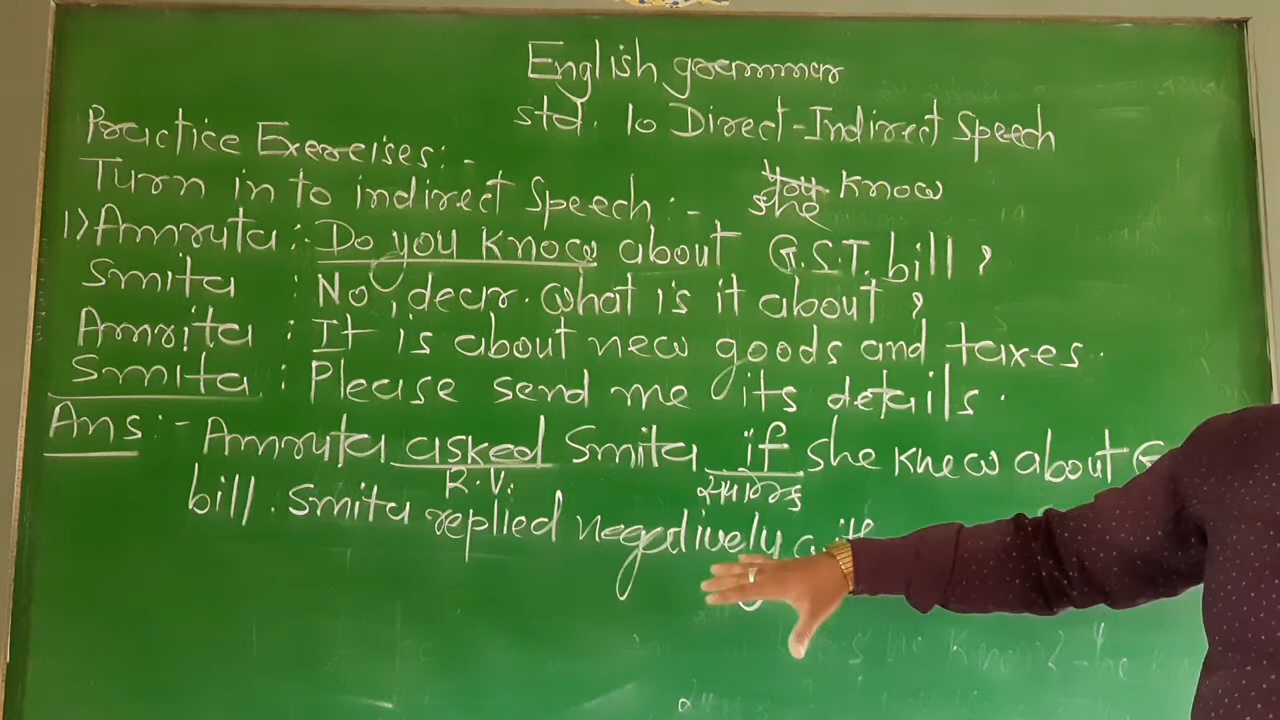 English grammar
std. 10 Direct-Indirect Speech
Practice Exercises:-
Turn in to indirect Speech:-
you know
she
1) Amruta : Do you know about G.S.T. bill ?
Smita : No, dear. What is it about ?
Amrita : It is about new goods and taxes.
Smita : Please send me its details.
Ans :- Amruta asked Smita if she knew about G
R.V.
bill. Smita replied negatively with